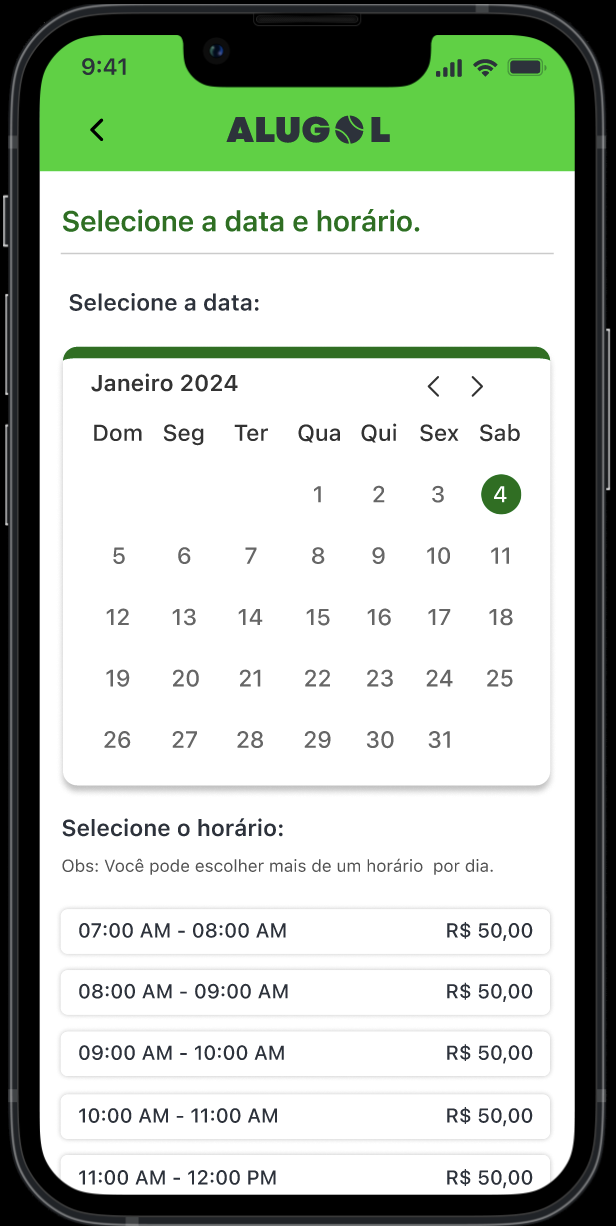 9:41
ALUGOL
Selecione a data e horário.
Selecione a data:
Janeiro 2024
Dom Seg Ter Qua Qui Sex Sab
1 2 3 4
5 6 7 8 9 10 11
12 13 14 15 16 17 18
19 20 21 22 23 24 25
26 27 28 29 30 31
Selecione o horário:
Obs: Você pode escolher mais de um horário por dia.
07:00 AM - 08:00 AM R$ 50,00
08:00 AM - 09:00 AM R$ 50,00
09:00 AM - 10:00 AM R$ 50,00
10:00 AM - 11:00 AM R$ 50,00
11:00 AM - 12:00 PM R$ 50,00